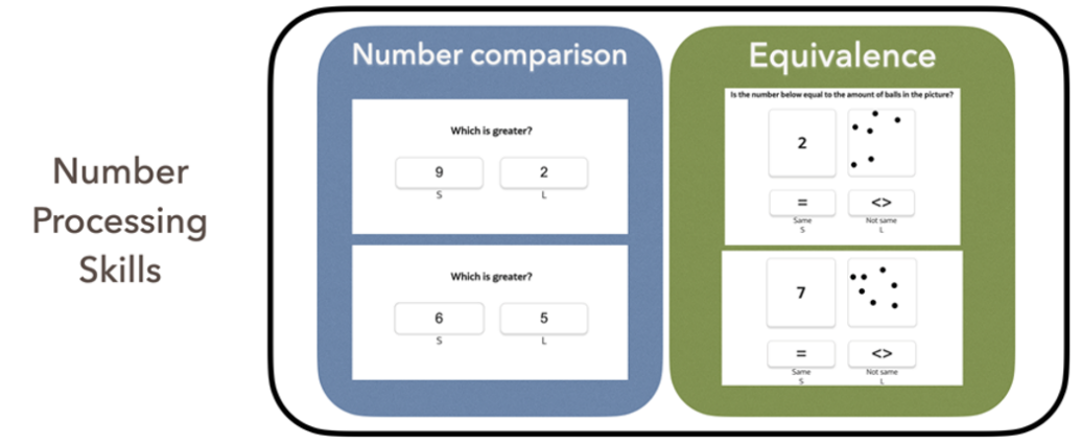 Number
Processing
Skills
Number comparison
Which is greater?
9 2
S L
Which is greater?
6 5
S L
Equivalence
Is the number below equal to the amount of balls in the picture?
2
= <>
Same Not same
S L
7
= <>
Same Not same
S L